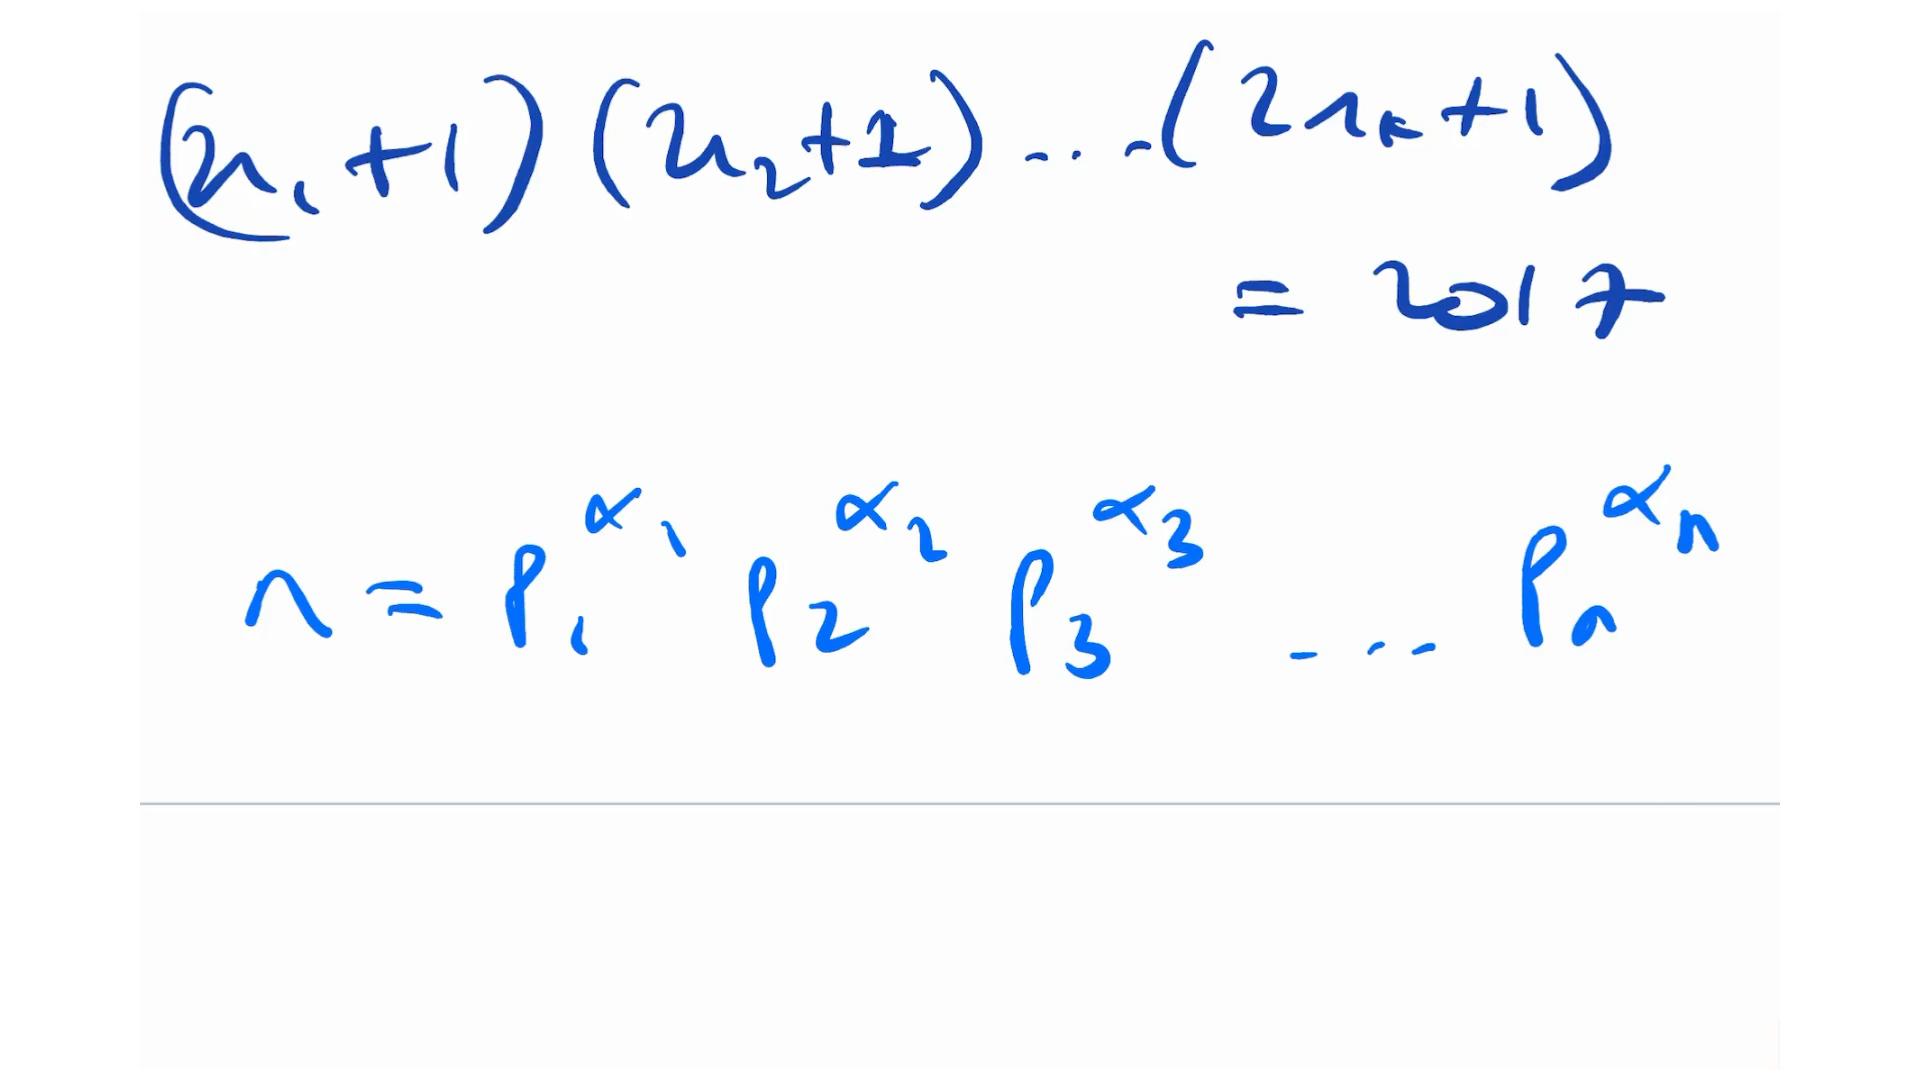 (2n₁+1)(2n₂+1)...(2nₖ+1)
= 2017
n = p₁^α₁ p₂^α₂ p₃^α₃ ... pₙ^αₙ